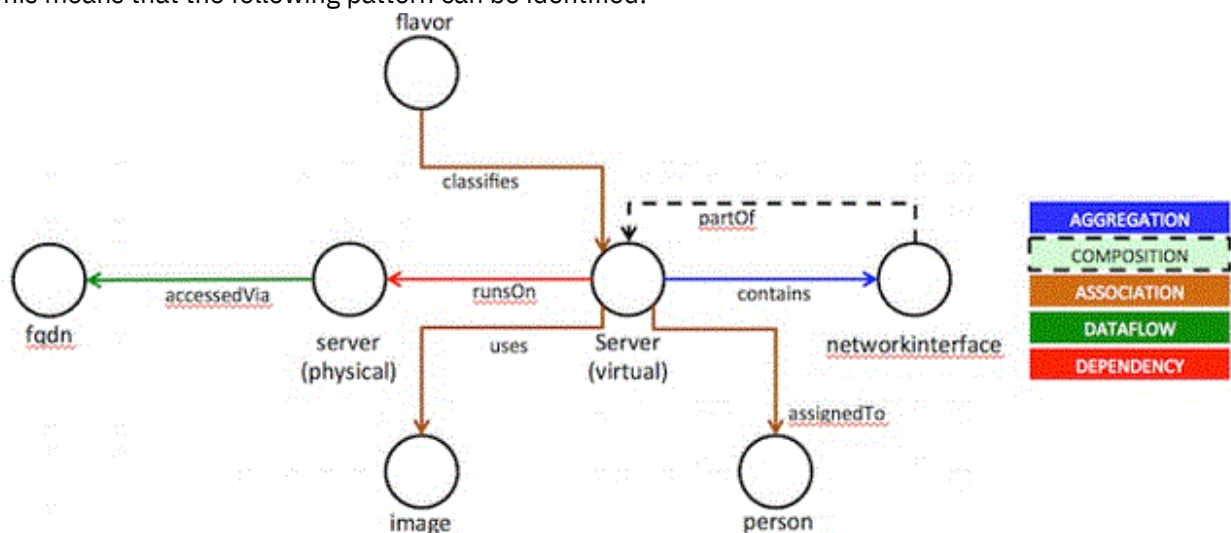 his means that the following pattern can be identified:
flavor
classifies
partOf
AGGREGATION
COMPOSITION
ASSOCIATION
DATAFLOW
DEPENDENCY
accessedVia
runsOn
contains
fqdn
server
(physical)
uses
Server
(virtual)
networkinterface
assignedTo
image
person